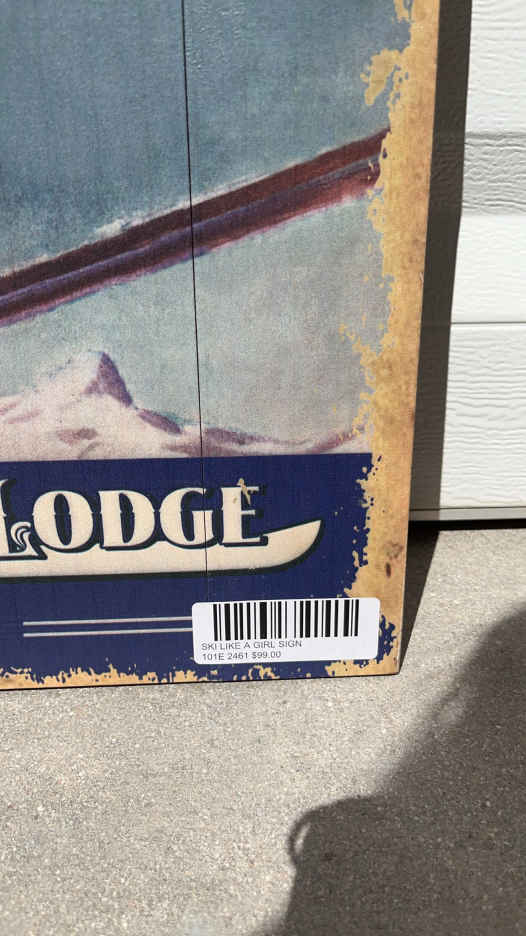 LODGE
SKI LIKE A GIRL SIGN
101E 2461 $99.00